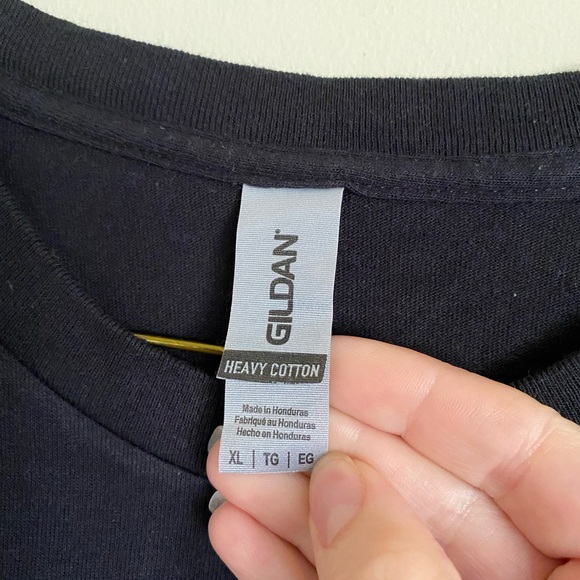 GILDAN®
HEAVY COTTON
Made in Honduras
Fabriqué au Honduras
Hecho en Honduras
XL | TG | EG